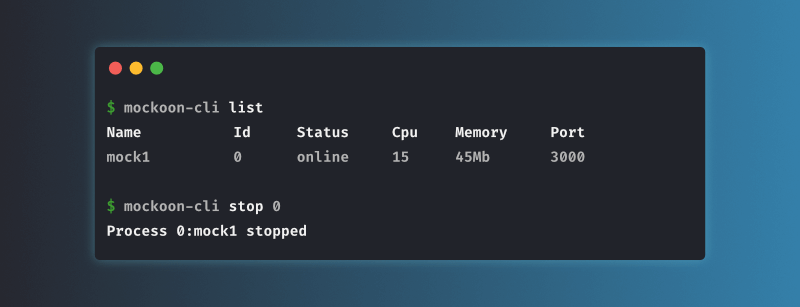 $ mockoon-cli list
Name Id Status Cpu Memory Port
mock1 0 online 15 45Mb 3000
$ mockoon-cli stop 0
Process 0:mock1 stopped